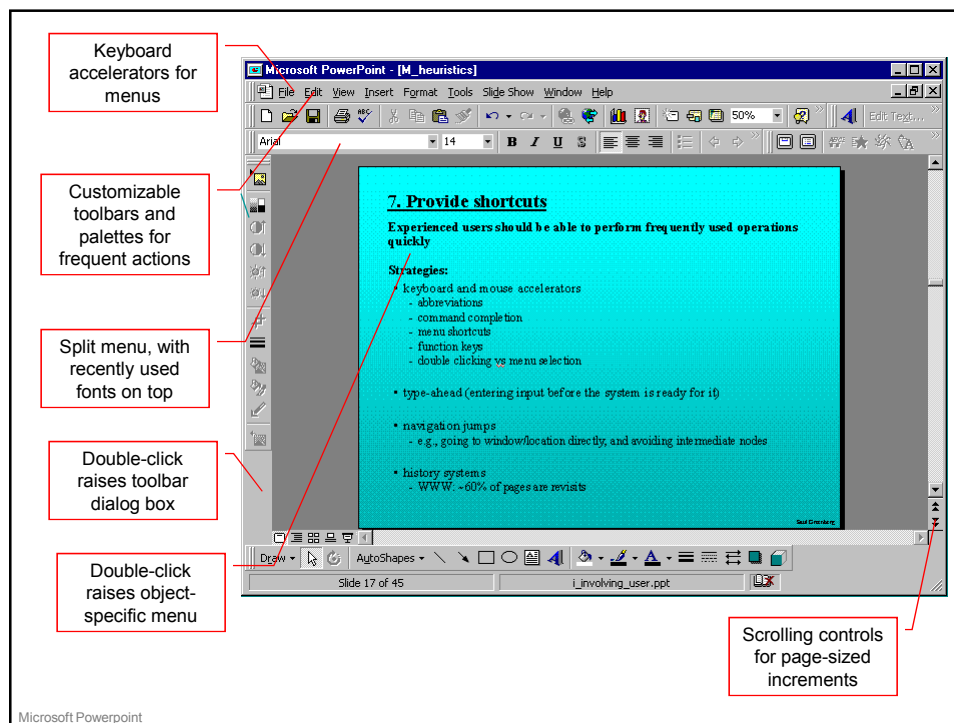 Keyboard
accelerators for
menus
Customizable
toolbars and
palettes for
frequent actions
Split menu, with
recently used
fonts on top
Double-click
raises toolbar
dialog box
Double-click
raises object-
specific menu
Microsoft PowerPoint - [M_heuristics]
File Edit View Insert Format Tools Slide Show Window Help
ABC 50% Edit Text...
Arial 14 B I U S
7. Provide shortcuts
Experienced users should be able to perform frequently used operations
quickly
Strategies:
• keyboard and mouse accelerators
- abbreviations
- command completion
- menu shortcuts
- function keys
- double clicking vs menu selection
• type-ahead (entering input before the system is ready for it)
• navigation jumps
- e.g., going to window/location directly, and avoiding intermediate nodes
• history systems
- WWW: ~60% of pages are revisits
Saul Greenberg
Draw AutoShapes
Slide 17 of 45 i_involving_user.ppt
Scrolling controls
for page-sized
increments
Microsoft Powerpoint